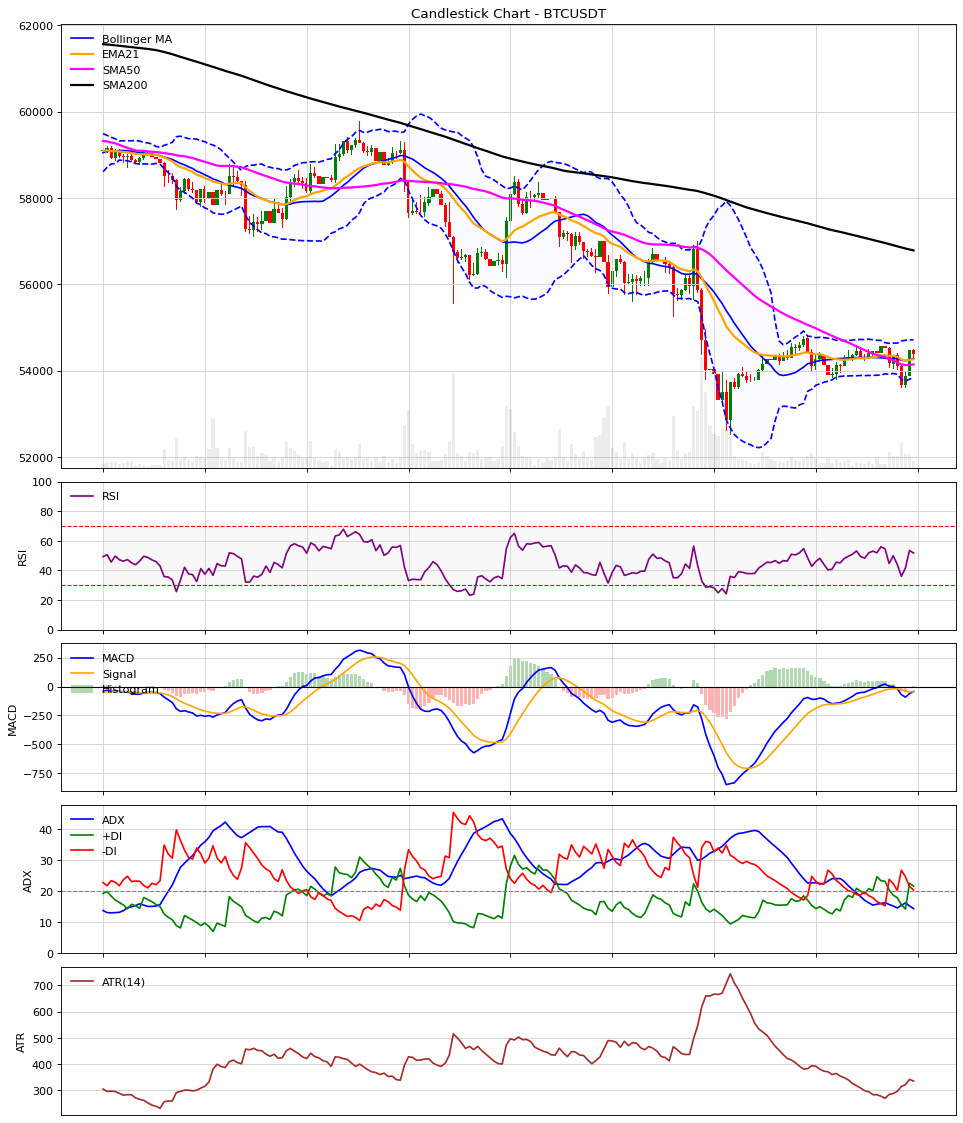 Candlestick Chart - BTCUSDT
62000
60000
58000
56000
54000
52000
Bollinger MA
EMA21
SMA50
SMA200
100
80
60
40
20
0
RSI
RSI
250
0
−250
−500
−750
MACD
MACD
Signal
Histogram
40
30
20
10
0
ADX
ADX
+DI
-DI
700
600
500
400
300
ATR
ATR(14)